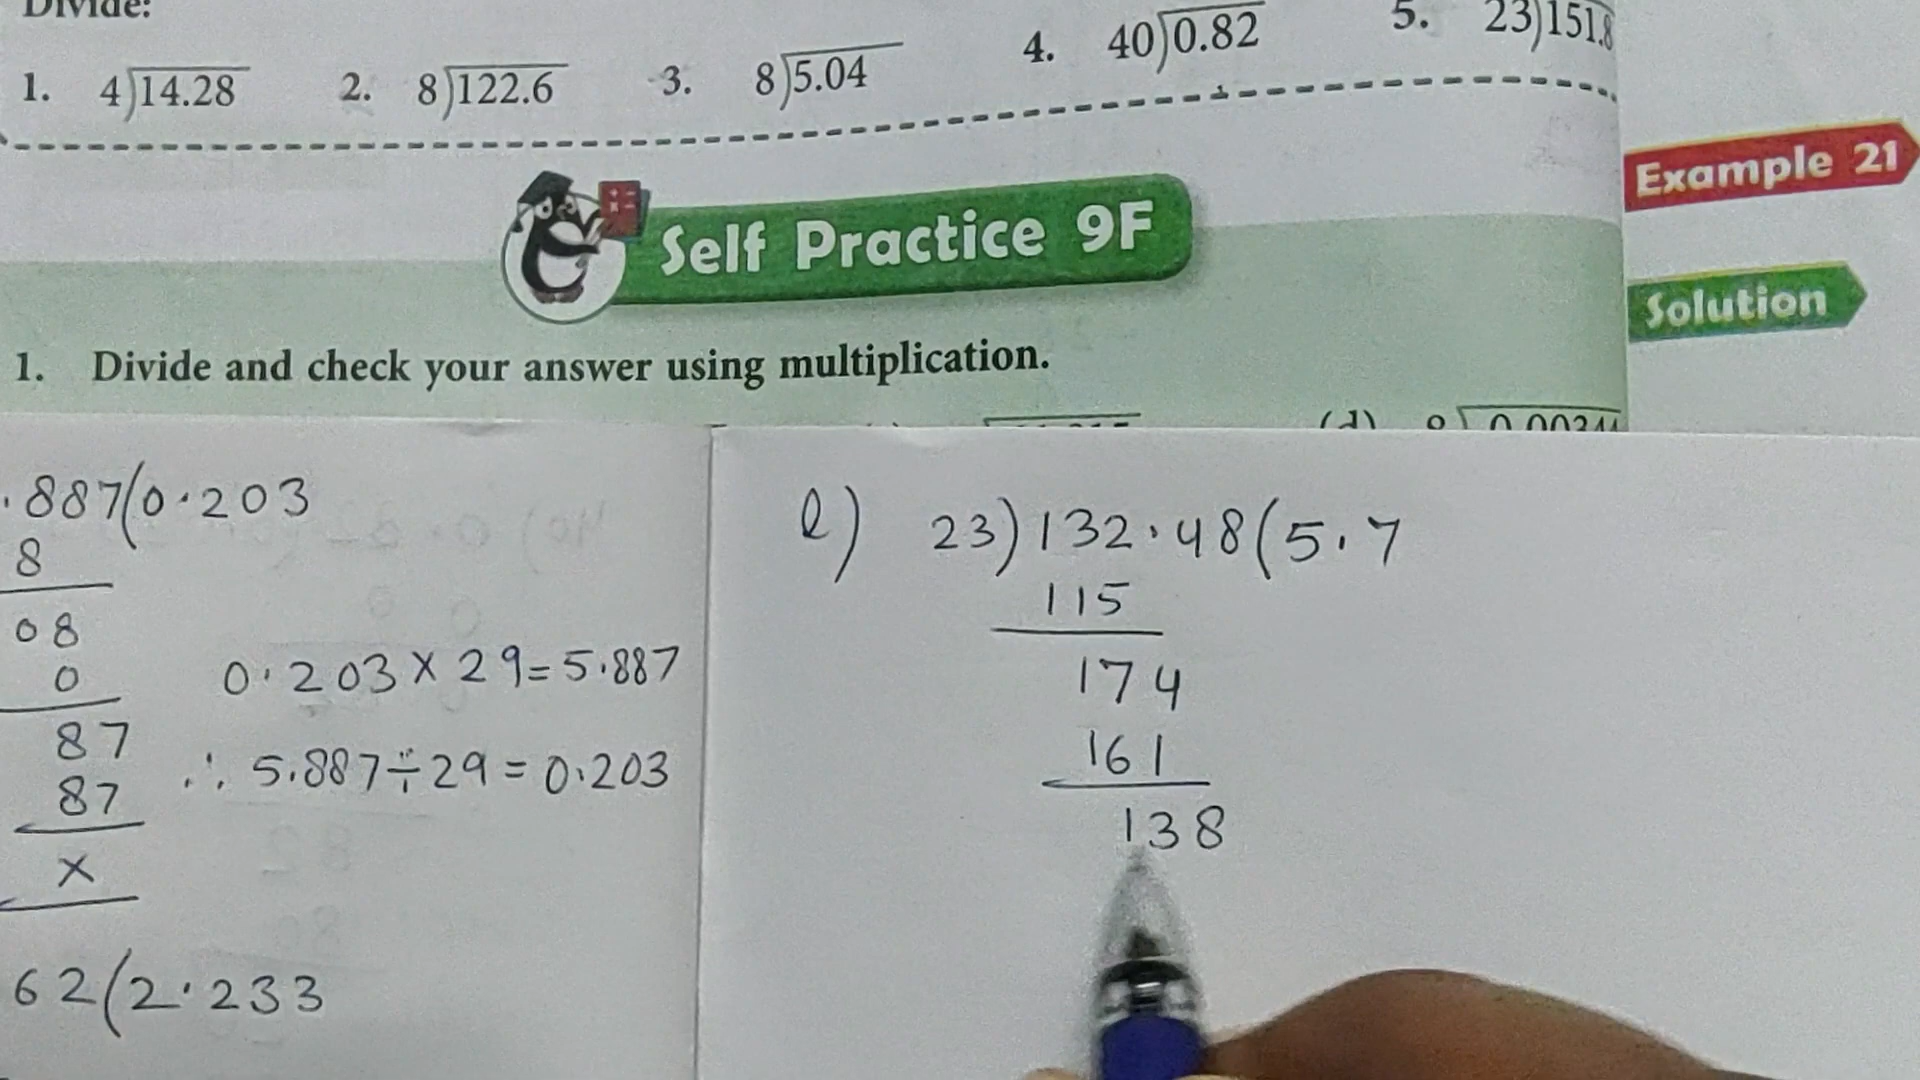 Divide:
1. 4)14.28 2. 8)122.6 3. 8)5.04 4. 40)0.82 5. 23)151.8
Example 21
Self Practice 9F
Solution
1. Divide and check your answer using multiplication.
(d) 0.00344
.887(0.203
8
08
0
87
87
x
0.203 x 29 = 5.887
∴ 5.887 ÷ 29 = 0.203
62(2.233
l) 23)132.48(5.7
115
174
161
138